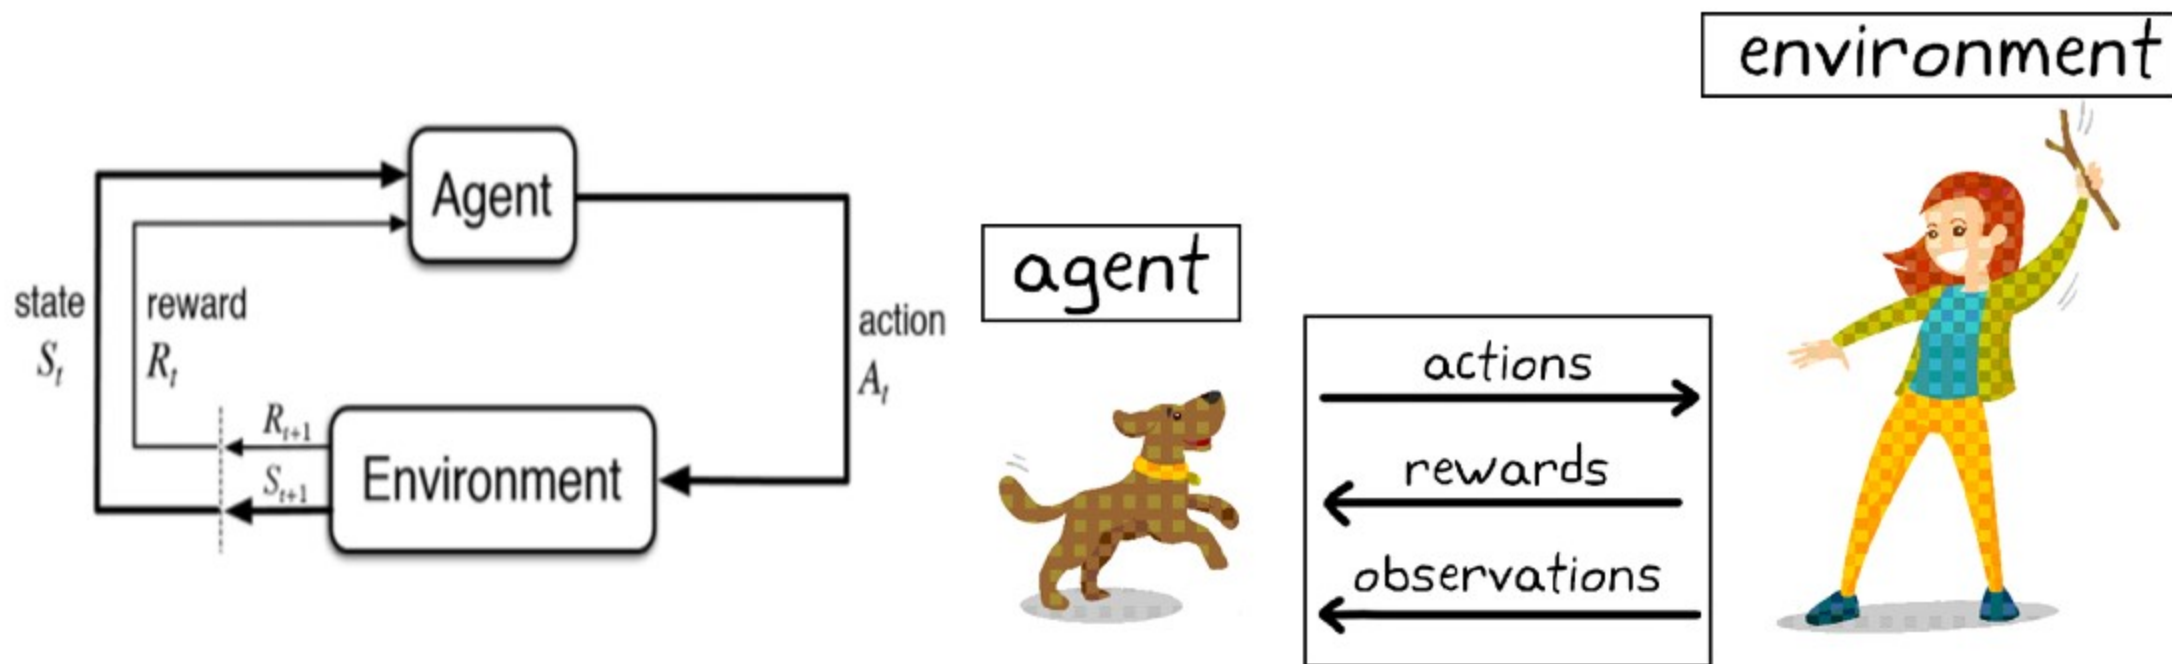 Agent
state
S_t
reward
R_t
action
A_t
R_{t+1}
S_{t+1}
Environment
agent
environment
actions
rewards
observations